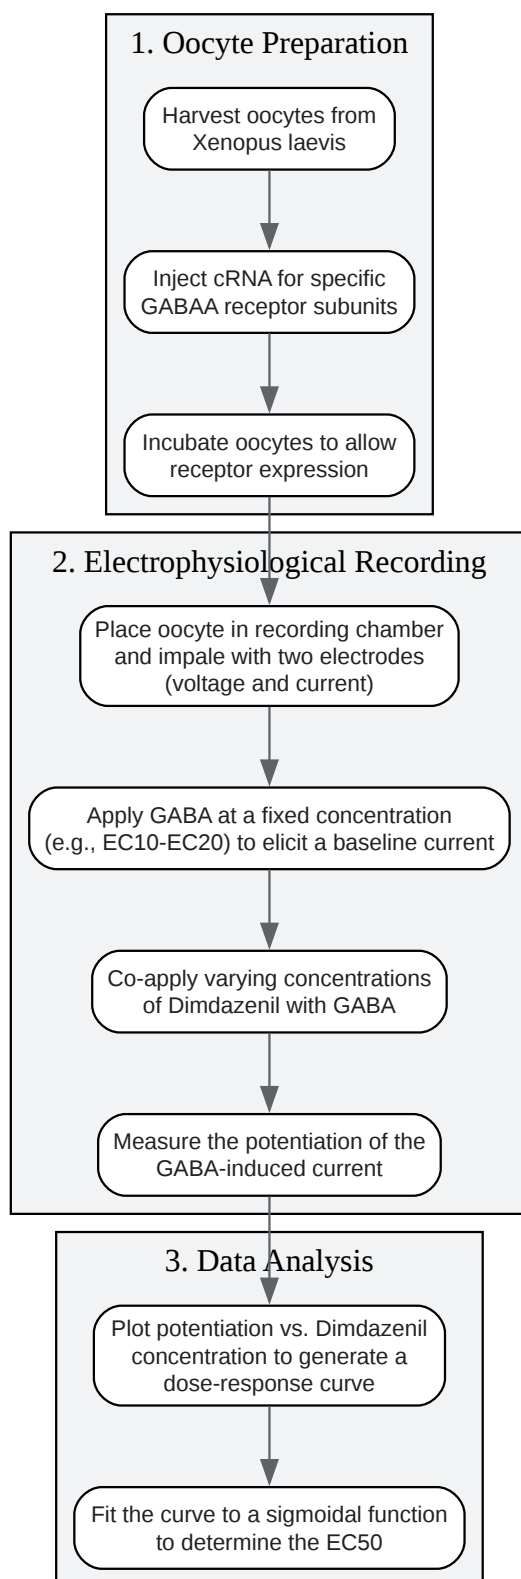 1. Oocyte Preparation
Harvest oocytes from
Xenopus laevis
Inject cRNA for specific
GABAA receptor subunits
Incubate oocytes to allow
receptor expression
2. Electrophysiological Recording
Place oocyte in recording chamber
and impale with two electrodes
(voltage and current)
Apply GABA at a fixed concentration
(e.g., EC10-EC20) to elicit a baseline current
Co-apply varying concentrations
of Dimdazenil with GABA
Measure the potentiation of the
GABA-induced current
3. Data Analysis
Plot potentiation vs. Dimdazenil
concentration to generate a
dose-response curve
Fit the curve to a sigmoidal function
to determine the EC50